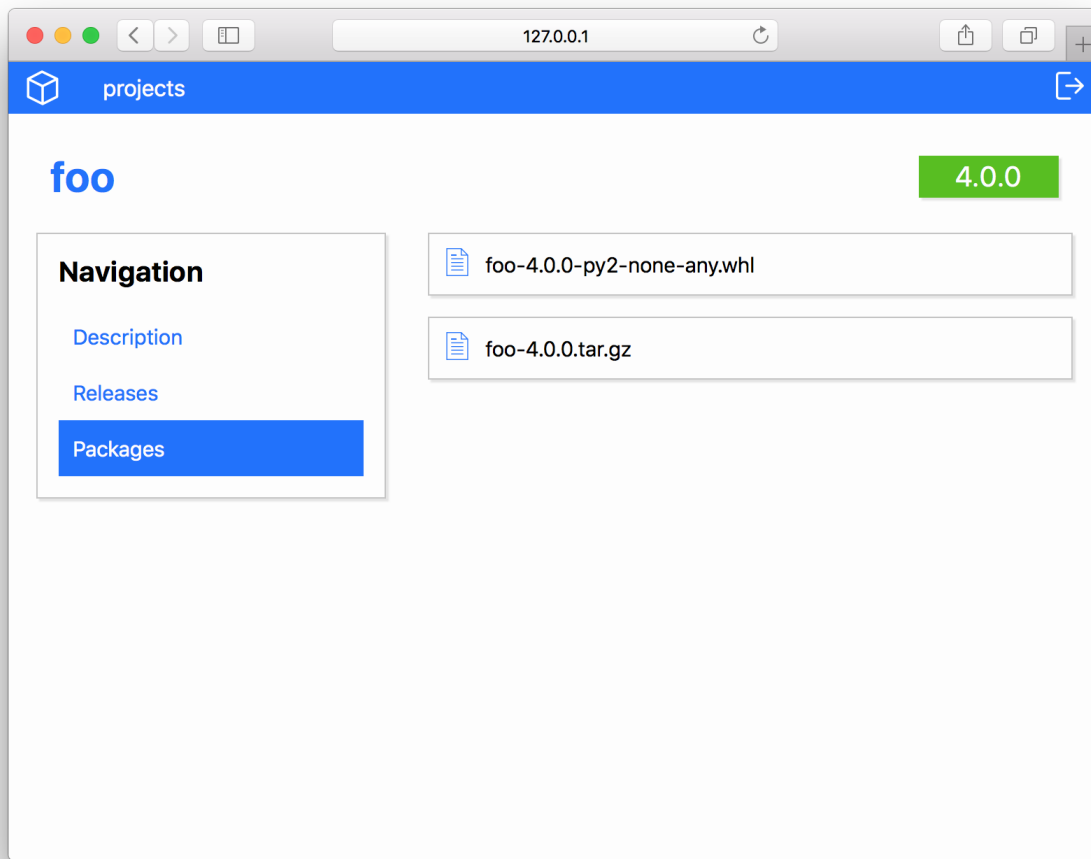 127.0.0.1
projects
foo
4.0.0
Navigation
Description
Releases
Packages
foo-4.0.0-py2-none-any.whl
foo-4.0.0.tar.gz